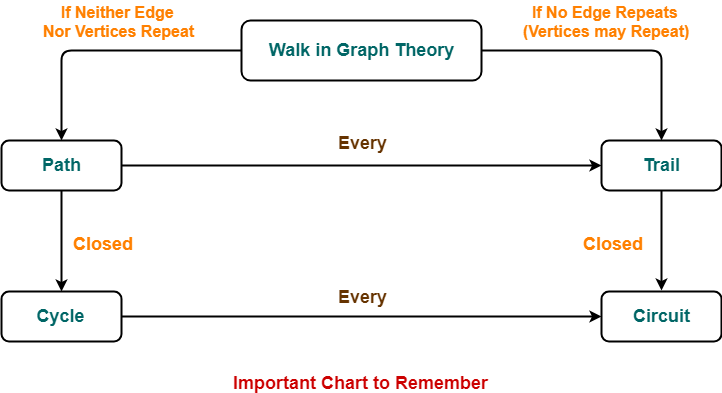 If Neither Edge
Nor Vertices Repeat
If No Edge Repeats
(Vertices may Repeat)
Walk in Graph Theory
Every
Path
Trail
Closed
Closed
Every
Cycle
Circuit
Important Chart to Remember